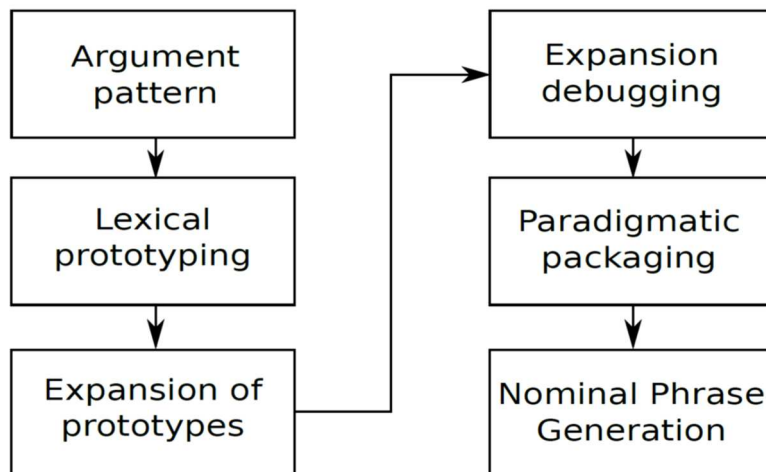 Argument
pattern
Lexical
prototyping
Expansion of
prototypes
Expansion
debugging
Paradigmatic
packaging
Nominal Phrase
Generation